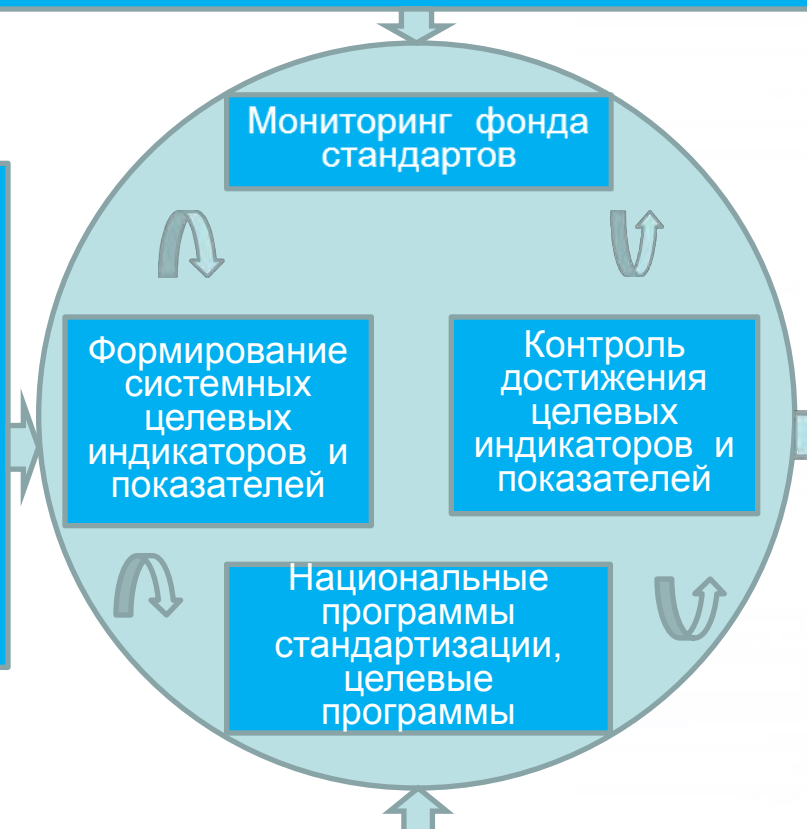 Мониторинг фонда
стандартов
Формирование
системных
целевых
индикаторов и
показателей
Контроль
достижения
целевых
индикаторов и
показателей
Национальные
программы
стандартизации,
целевые
программы